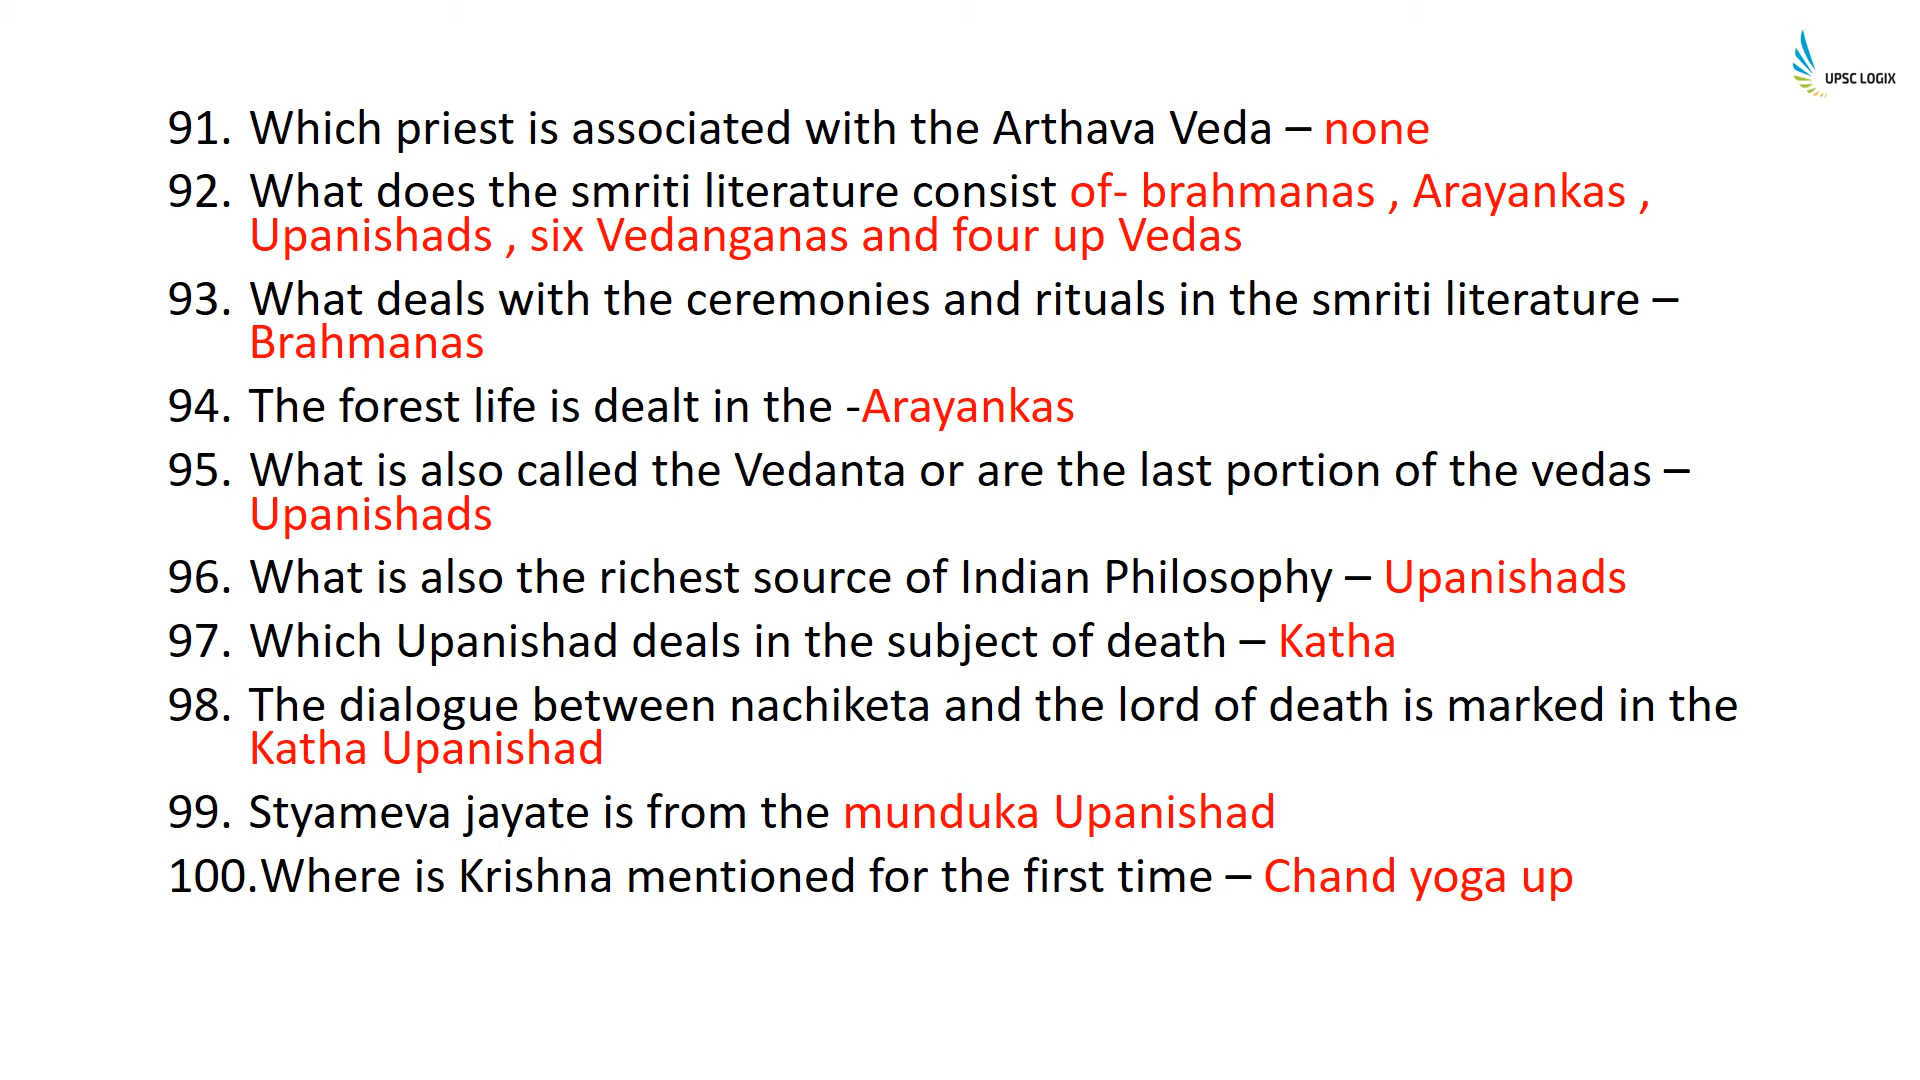 UPSC LOGIX
91. Which priest is associated with the Arthava Veda – none
92. What does the smriti literature consist of- brahmanas , Arayankas ,
Upanishads , six Vedanganas and four up Vedas
93. What deals with the ceremonies and rituals in the smriti literature –
Brahmanas
94. The forest life is dealt in the -Arayankas
95. What is also called the Vedanta or are the last portion of the vedas –
Upanishads
96. What is also the richest source of Indian Philosophy – Upanishads
97. Which Upanishad deals in the subject of death – Katha
98. The dialogue between nachiketa and the lord of death is marked in the
Katha Upanishad
99. Styameva jayate is from the munduka Upanishad
100.Where is Krishna mentioned for the first time – Chand yoga up